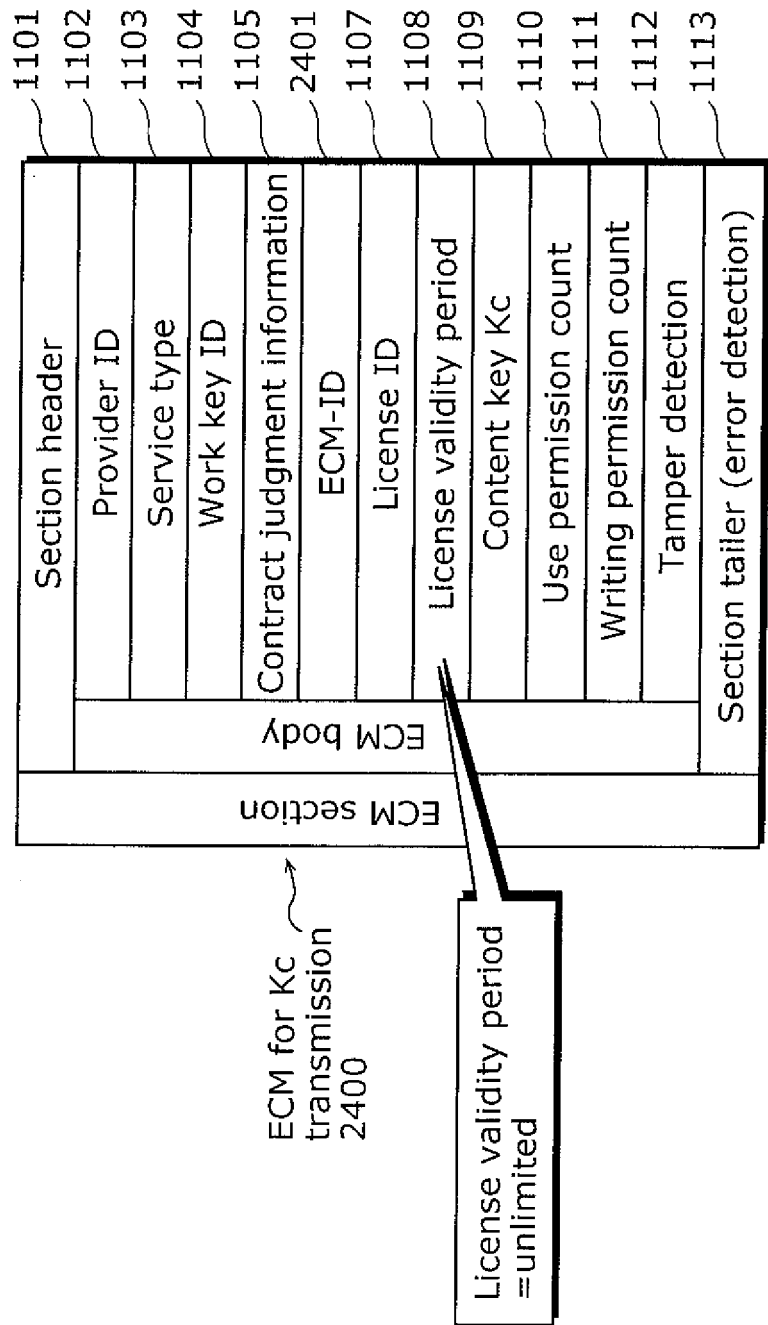 ECM for Kc
transmission
2400
ECM section
ECM body
Section header 1101
Provider ID 1102
Service type 1103
Work key ID 1104
Contract judgment information 1105
ECM-ID 2401
License ID 1107
License validity period 1108
Content key Kc 1109
Use permission count 1110
Writing permission count 1111
Tamper detection 1112
Section tailer (error detection) 1113
License validity period
=unlimited